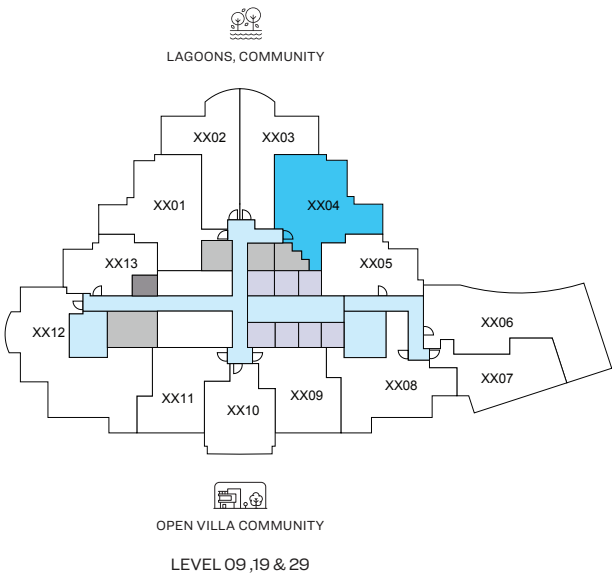 LAGOONS, COMMUNITY
XX02
XX03
XX01
XX04
XX13
XX05
XX12
XX06
XX07
XX11
XX10
XX09
XX08
OPEN VILLA COMMUNITY
LEVEL 09 ,19 & 29